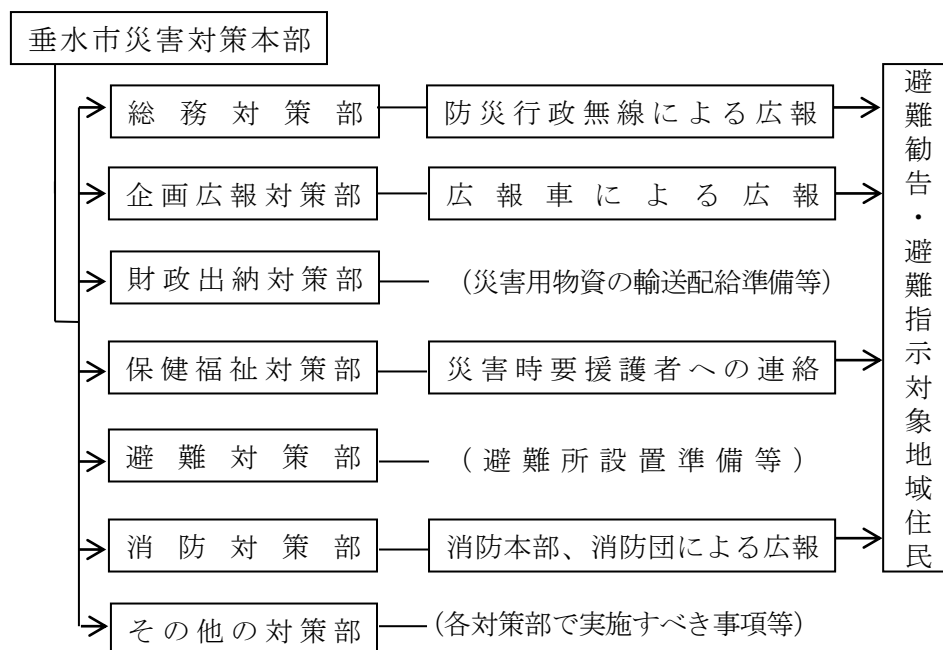 垂水市災害対策本部
総務対策部
防災行政無線による広報
企画広報対策部
広報車による広報
財政出納対策部
(災害用物資の輸送配給準備等)
保健福祉対策部
災害時要援護者への連絡
避難対策部
(避難所設置準備等)
消防対策部
消防本部、消防団による広報
その他の対策部
(各対策部で実施すべき事項等)
避難勧告・避難指示対象地域住民